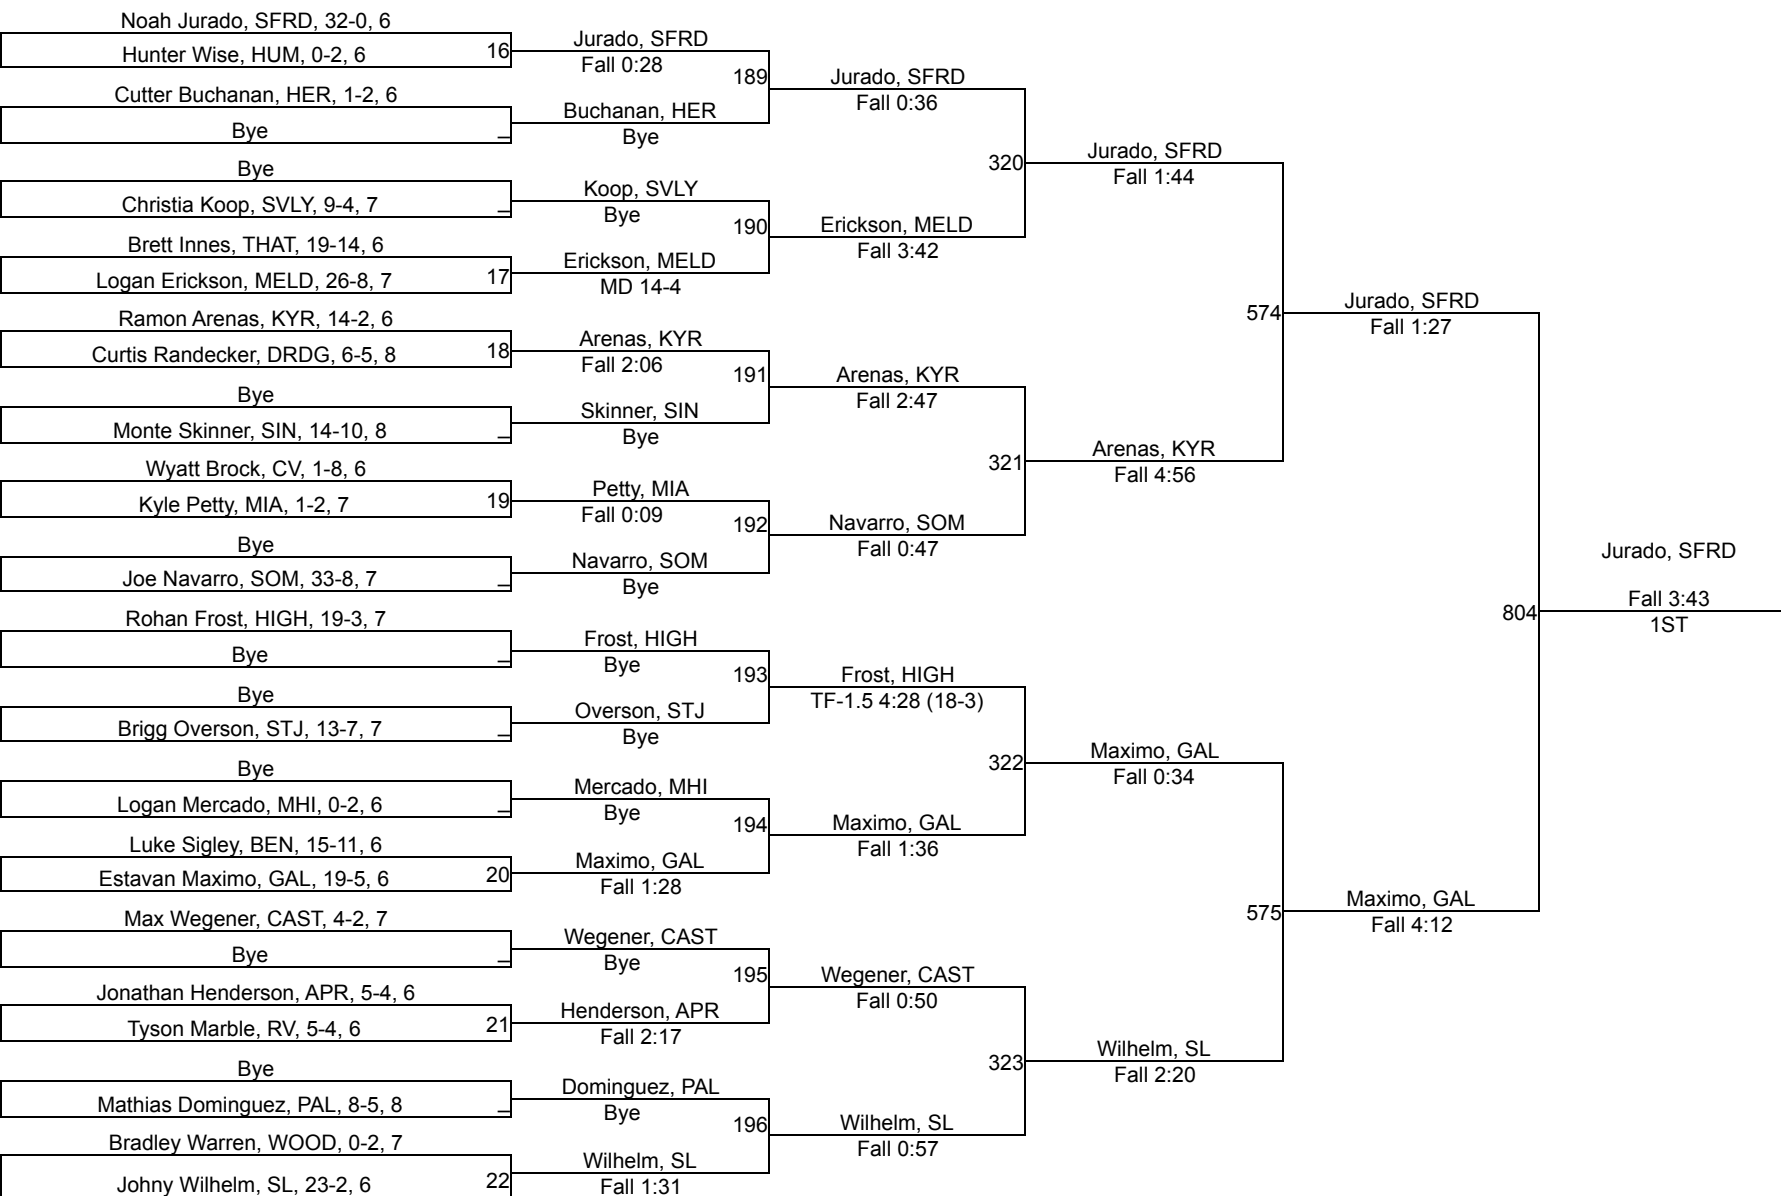 Noah Jurado, SFRD, 32-0, 6
Hunter Wise, HUM, 0-2, 6
16
Cutter Buchanan, HER, 1-2, 6
Bye
_
Bye
Christia Koop, SVLY, 9-4, 7
_
Brett Innes, THAT, 19-14, 6
Logan Erickson, MELD, 26-8, 7
17
Ramon Arenas, KYR, 14-2, 6
Curtis Randecker, DRDG, 6-5, 8
18
Bye
Monte Skinner, SIN, 14-10, 8
_
Wyatt Brock, CV, 1-8, 6
Kyle Petty, MIA, 1-2, 7
19
Bye
Joe Navarro, SOM, 33-8, 7
_
Rohan Frost, HIGH, 19-3, 7
Bye
_
Bye
Brigg Overson, STJ, 13-7, 7
_
Bye
Logan Mercado, MHI, 0-2, 6
_
Luke Sigley, BEN, 15-11, 6
Estavan Maximo, GAL, 19-5, 6
20
Max Wegener, CAST, 4-2, 7
Bye
_
Jonathan Henderson, APR, 5-4, 6
Tyson Marble, RV, 5-4, 6
21
Bye
Mathias Dominguez, PAL, 8-5, 8
_
Bradley Warren, WOOD, 0-2, 7
Johny Wilhelm, SL, 23-2, 6
22
Jurado, SFRD
Fall 0:28
189
Buchanan, HER
Bye
Koop, SVLY
Bye
190
Erickson, MELD
MD 14-4
Arenas, KYR
Fall 2:06
191
Skinner, SIN
Bye
Petty, MIA
Fall 0:09
192
Navarro, SOM
Bye
Frost, HIGH
Bye
193
Overson, STJ
Bye
Mercado, MHI
Bye
194
Maximo, GAL
Fall 1:28
Wegener, CAST
Bye
195
Henderson, APR
Fall 2:17
Dominguez, PAL
Bye
196
Wilhelm, SL
Fall 1:31
Jurado, SFRD
Fall 0:36
320
Erickson, MELD
Fall 3:42
Arenas, KYR
Fall 2:47
321
Navarro, SOM
Fall 0:47
Frost, HIGH
TF-1.5 4:28 (18-3)
322
Maximo, GAL
Fall 1:36
Wegener, CAST
Fall 0:50
323
Wilhelm, SL
Fall 0:57
Jurado, SFRD
Fall 1:44
574
Arenas, KYR
Fall 4:56
Maximo, GAL
Fall 0:34
575
Wilhelm, SL
Fall 2:20
Jurado, SFRD
Fall 1:27
804
Maximo, GAL
Fall 4:12
Jurado, SFRD
Fall 3:43
1ST